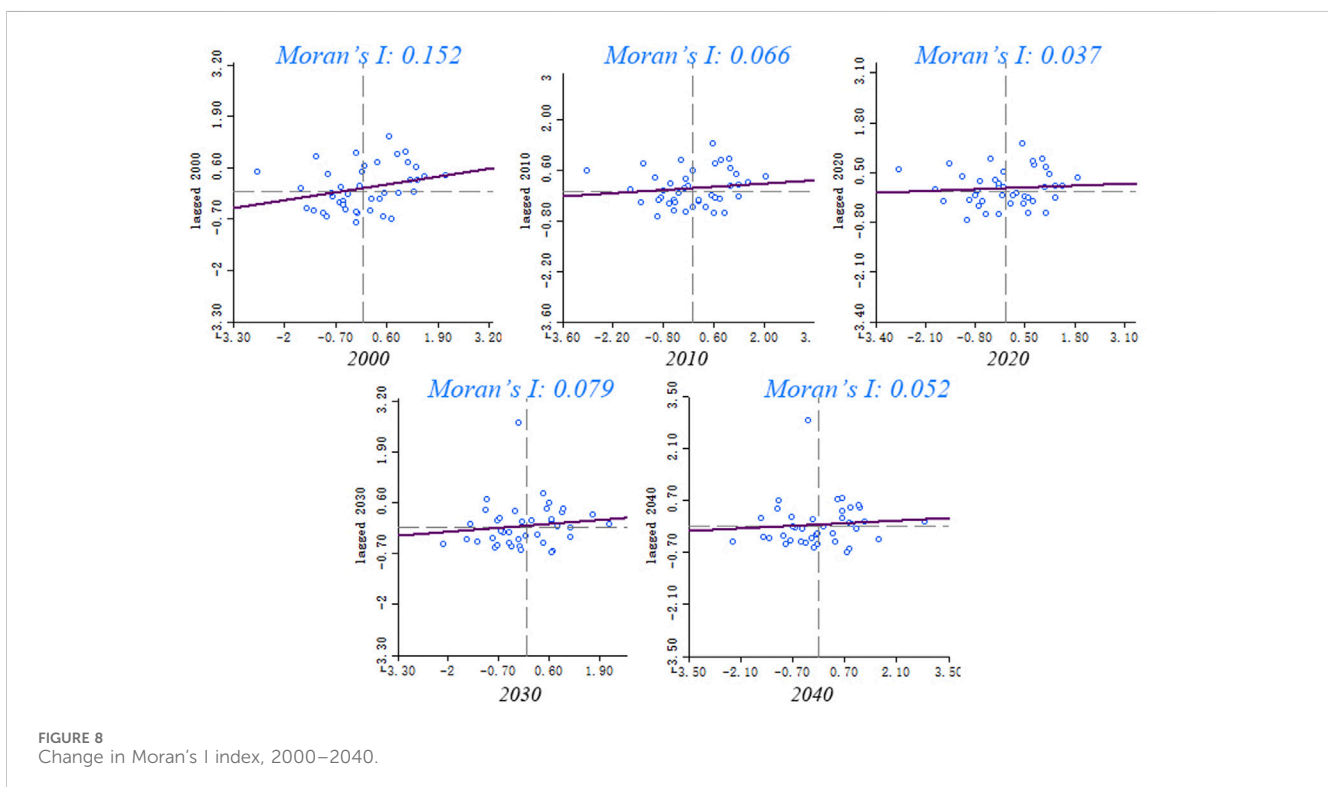 Moran's I: 0.152
3.20
1.90
0.60
-0.70
-2
-3.30
lagged 2000
-3.30 -2 -0.70 0.60 1.90 3.20
2000
Moran's I: 0.066
3
2.00
0.60
-0.80
-2.20
-3.60
lagged 2010
-3.60 -2.20 -0.80 0.60 2.00 3.
2010
Moran's I: 0.037
3.10
1.80
0.50
-0.80
-2.10
-3.40
lagged 2020
-3.40 -2.10 -0.80 0.50 1.80 3.10
2020
Moran's I: 0.079
3.20
1.90
0.60
-0.70
-2
-3.30
lagged 2030
-3.30 -2 -0.70 0.60 1.90
2030
Moran's I: 0.052
3.50
2.10
0.70
-0.70
-2.10
-3.50
lagged 2040
-3.50 -2.10 -0.70 0.70 2.10 3.50
2040
FIGURE 8
Change in Moran's I index, 2000–2040.